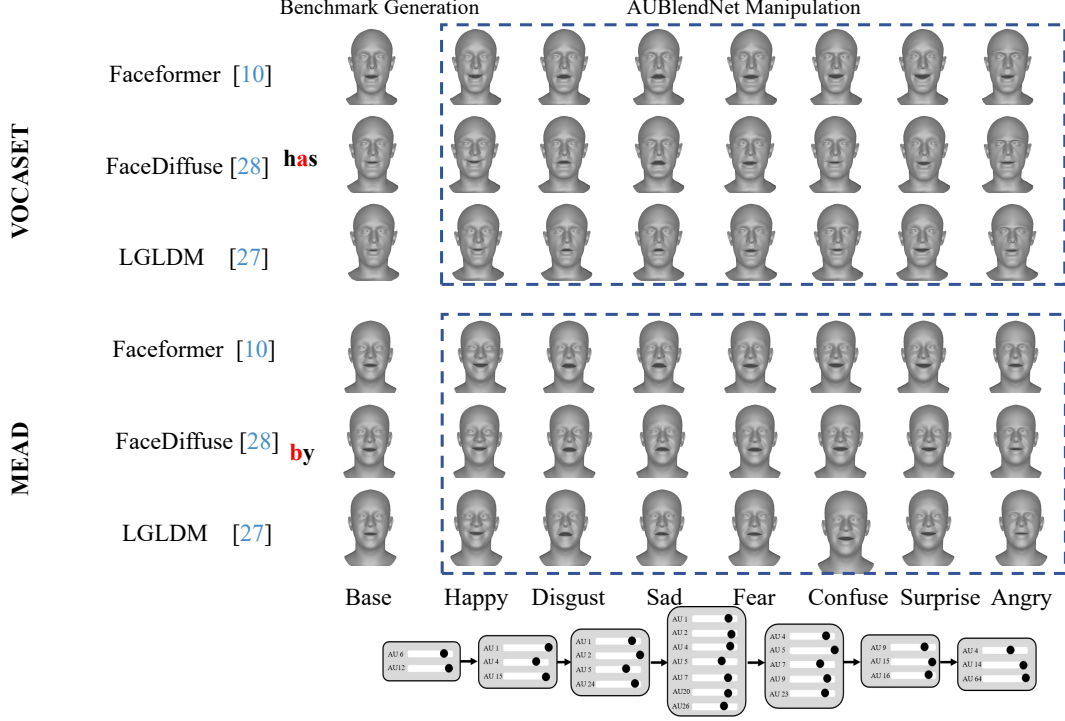 Benchmark Generation AUBlendNet Manipulation
VOCASET
Faceformer [10]
FaceDiffuse [28] has
LGLDM [27]
MEAD
Faceformer [10]
FaceDiffuse [28] by
LGLDM [27]
Base Happy Disgust Sad Fear Confuse Surprise Angry
AU 6
AU12
AU 1
AU 4
AU 15
AU 1
AU 2
AU 5
AU 24
AU 1
AU 2
AU 4
AU 5
AU 7
AU20
AU26
AU 4
AU 5
AU 7
AU 9
AU 23
AU 9
AU 15
AU 16
AU 4
AU 14
AU 64